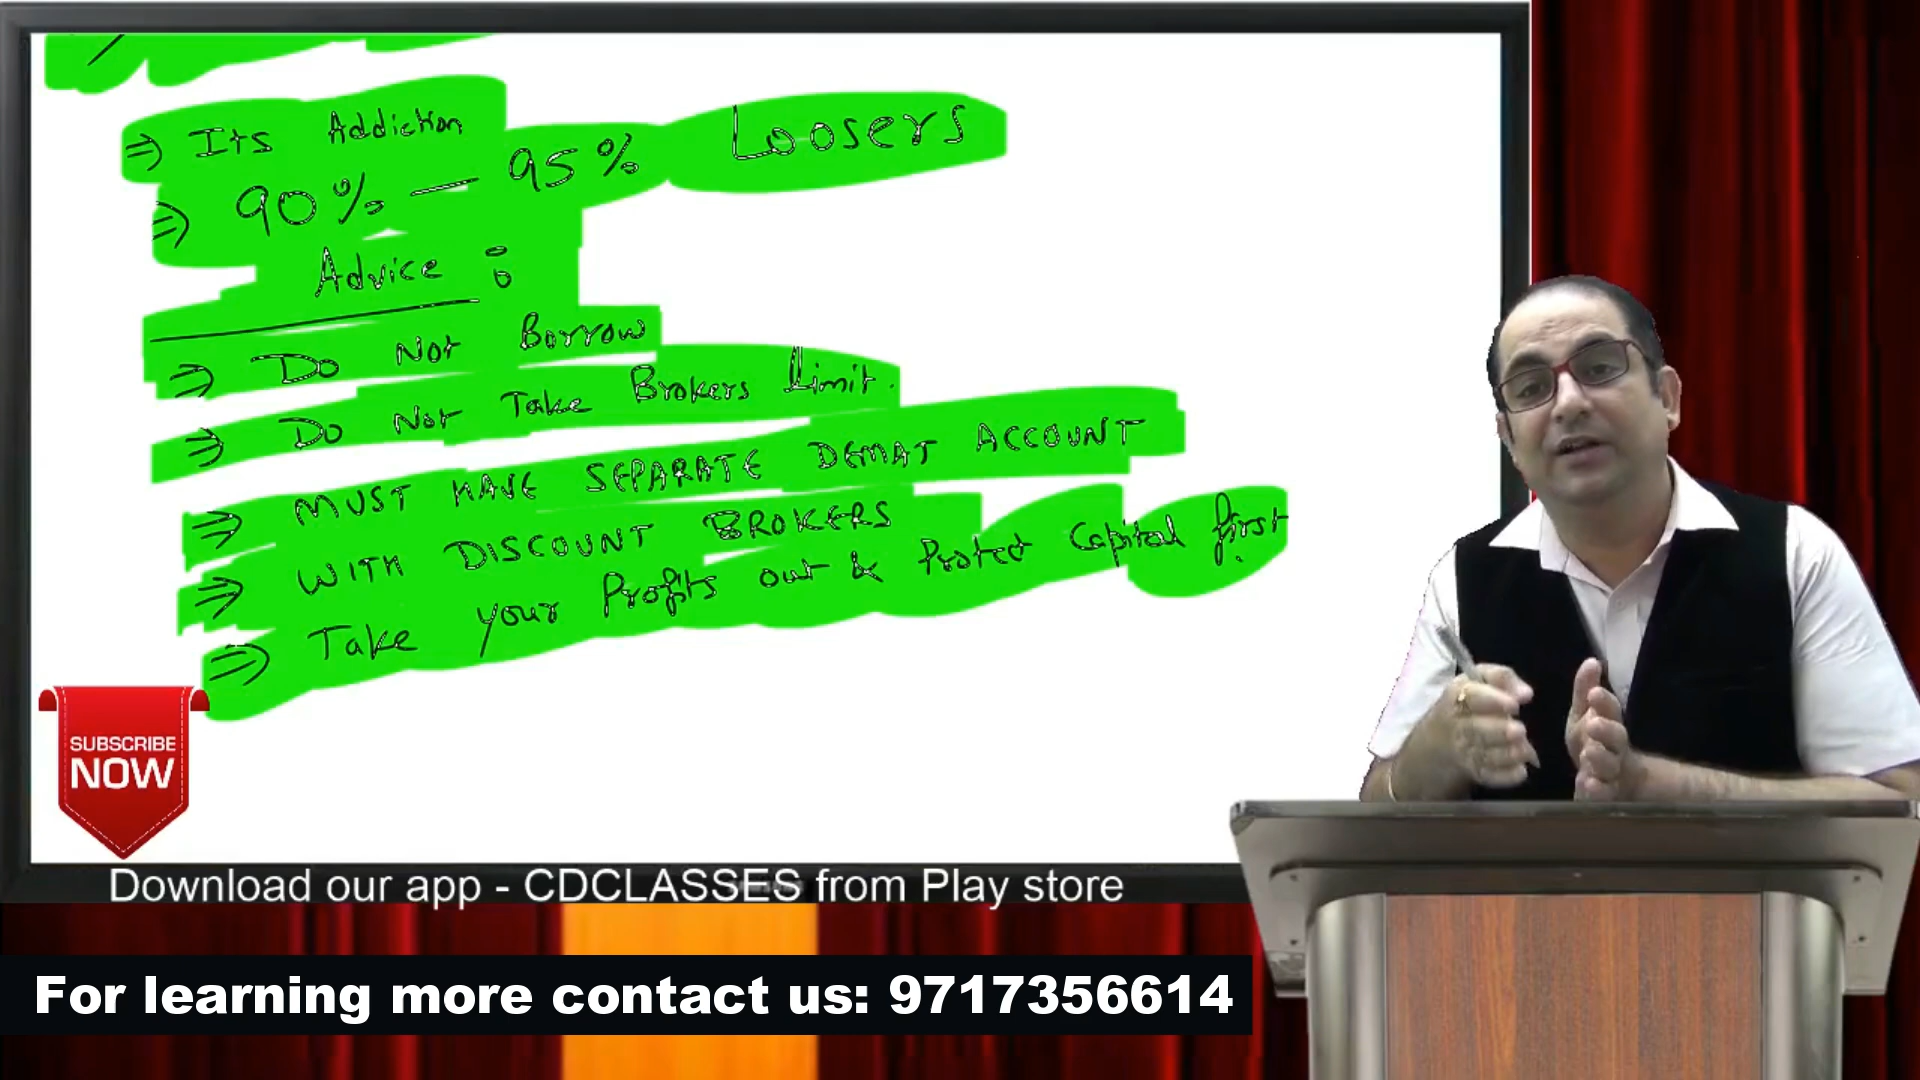 ⇒ Its Addiction
⇒ 90% — 95% Loosers
Advice :
⇒ Do Not Borrow
⇒ Do Not Take Brokers limit.
⇒ MUST HAVE SEPARATE DEMAT ACCOUNT
⇒ WITH DISCOUNT BROKERS
⇒ Take your Profits out & Protect Capital first.
SUBSCRIBE
NOW
Download our app - CDCLASSES from Play store
For learning more contact us: 9717356614